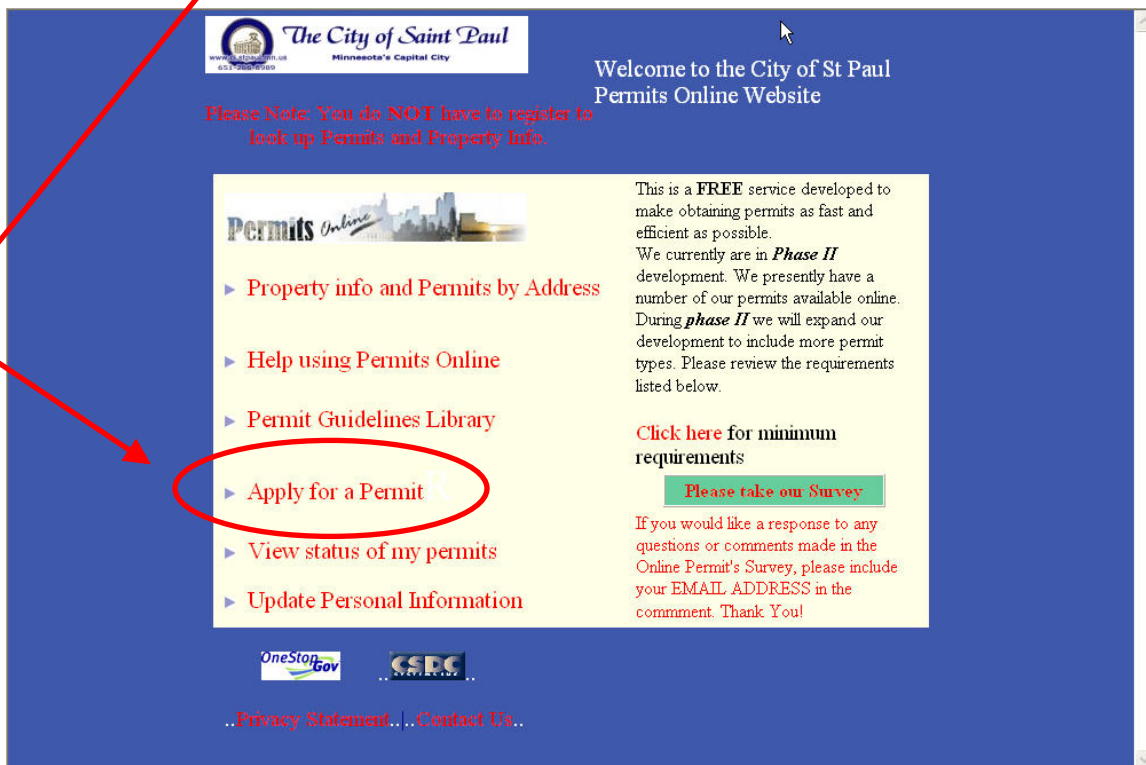 The City of Saint Paul
Minnesota's Capital City
651-266-8989
Welcome to the City of St Paul
Permits Online Website
Please Note: You do NOT have to register to
look up Permits and Property Info.
Permits Online
Property info and Permits by Address
Help using Permits Online
Permit Guidelines Library
Apply for a Permit
View status of my permits
Update Personal Information
This is a FREE service developed to
make obtaining permits as fast and
efficient as possible.
We currently are in Phase II
development. We presently have a
number of our permits available online.
During phase II we will expand our
development to include more permit
types. Please review the requirements
listed below.
Click here for minimum
requirements
Please take our Survey
If you would like a response to any
questions or comments made in the
Online Permit's Survey, please include
your EMAIL ADDRESS in the
commment. Thank You!
OneStopGov
..CSDC..
..Privacy Statement..|..Contact Us..